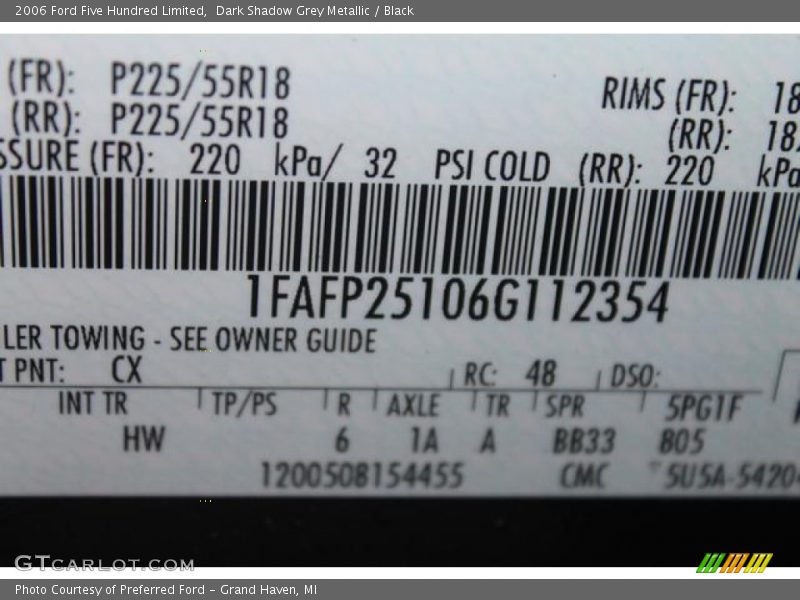 2006 Ford Five Hundred Limited, Dark Shadow Grey Metallic / Black
(FR): P225/55R18 RIMS (FR): 18
(RR): P225/55R18 (RR): 18
SSURE (FR): 220 kPa/ 32 PSI COLD (RR): 220 kPa
1FAFP25106G112354
LER TOWING - SEE OWNER GUIDE
T PNT: CX RC: 48 DSO:
INT TR TP/PS R AXLE TR SPR 5PG1F
HW 6 1A A BB33 805
1200508154455 CMC 5U5A-5420
GTCARLOT.COM
Photo Courtesy of Preferred Ford – Grand Haven, MI